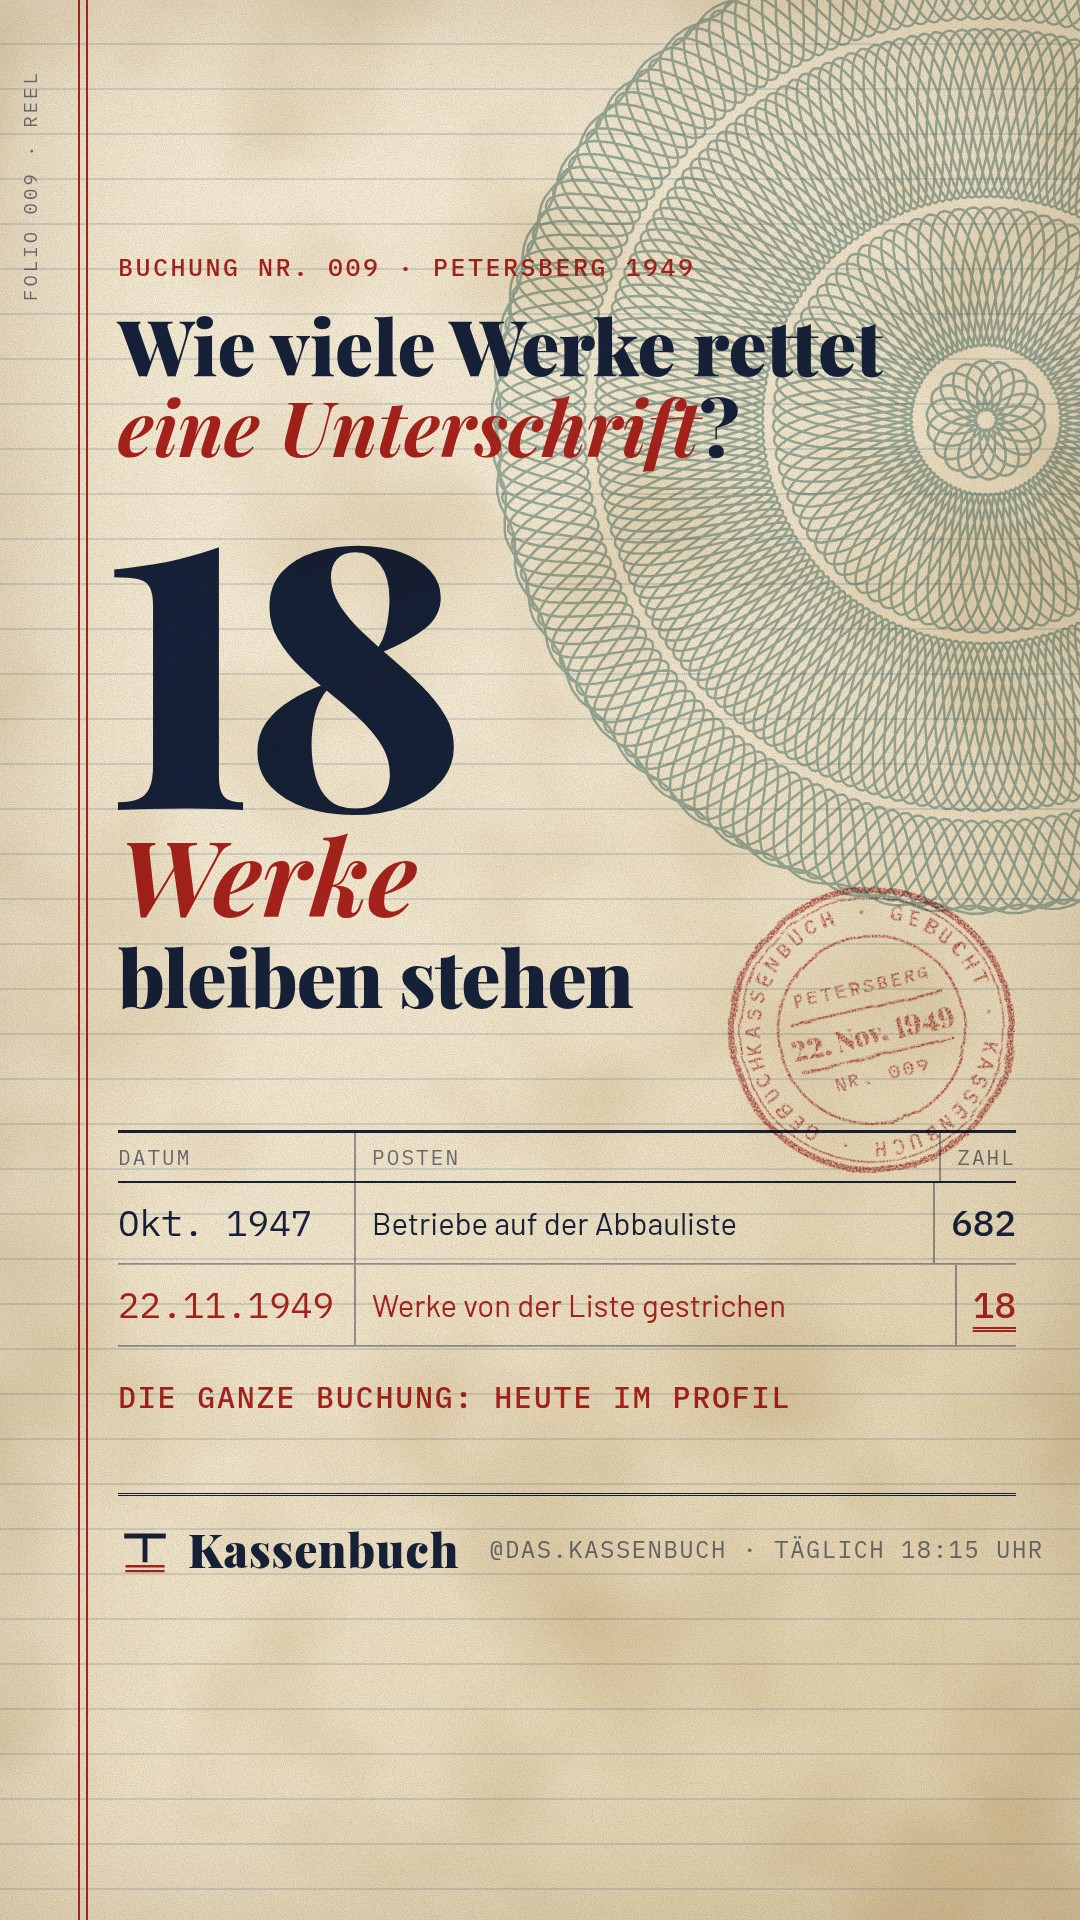 FOLIO 009 · REEL
BUCHUNG NR. 009 · PETERSBERG 1949
Wie viele Werke rettet
eine Unterschrift?
18
Werke
bleiben stehen
KASSENBUCH · GEBUCHT · KASSENBUCH · GEBUCH
PETERSBERG
22. Nov. 1949
NR. 009
DATUM POSTEN ZAHL
Okt. 1947 Betriebe auf der Abbauliste 682
22.11.1949 Werke von der Liste gestrichen 18
DIE GANZE BUCHUNG: HEUTE IM PROFIL
Kassenbuch @DAS.KASSENBUCH · TÄGLICH 18:15 UHR